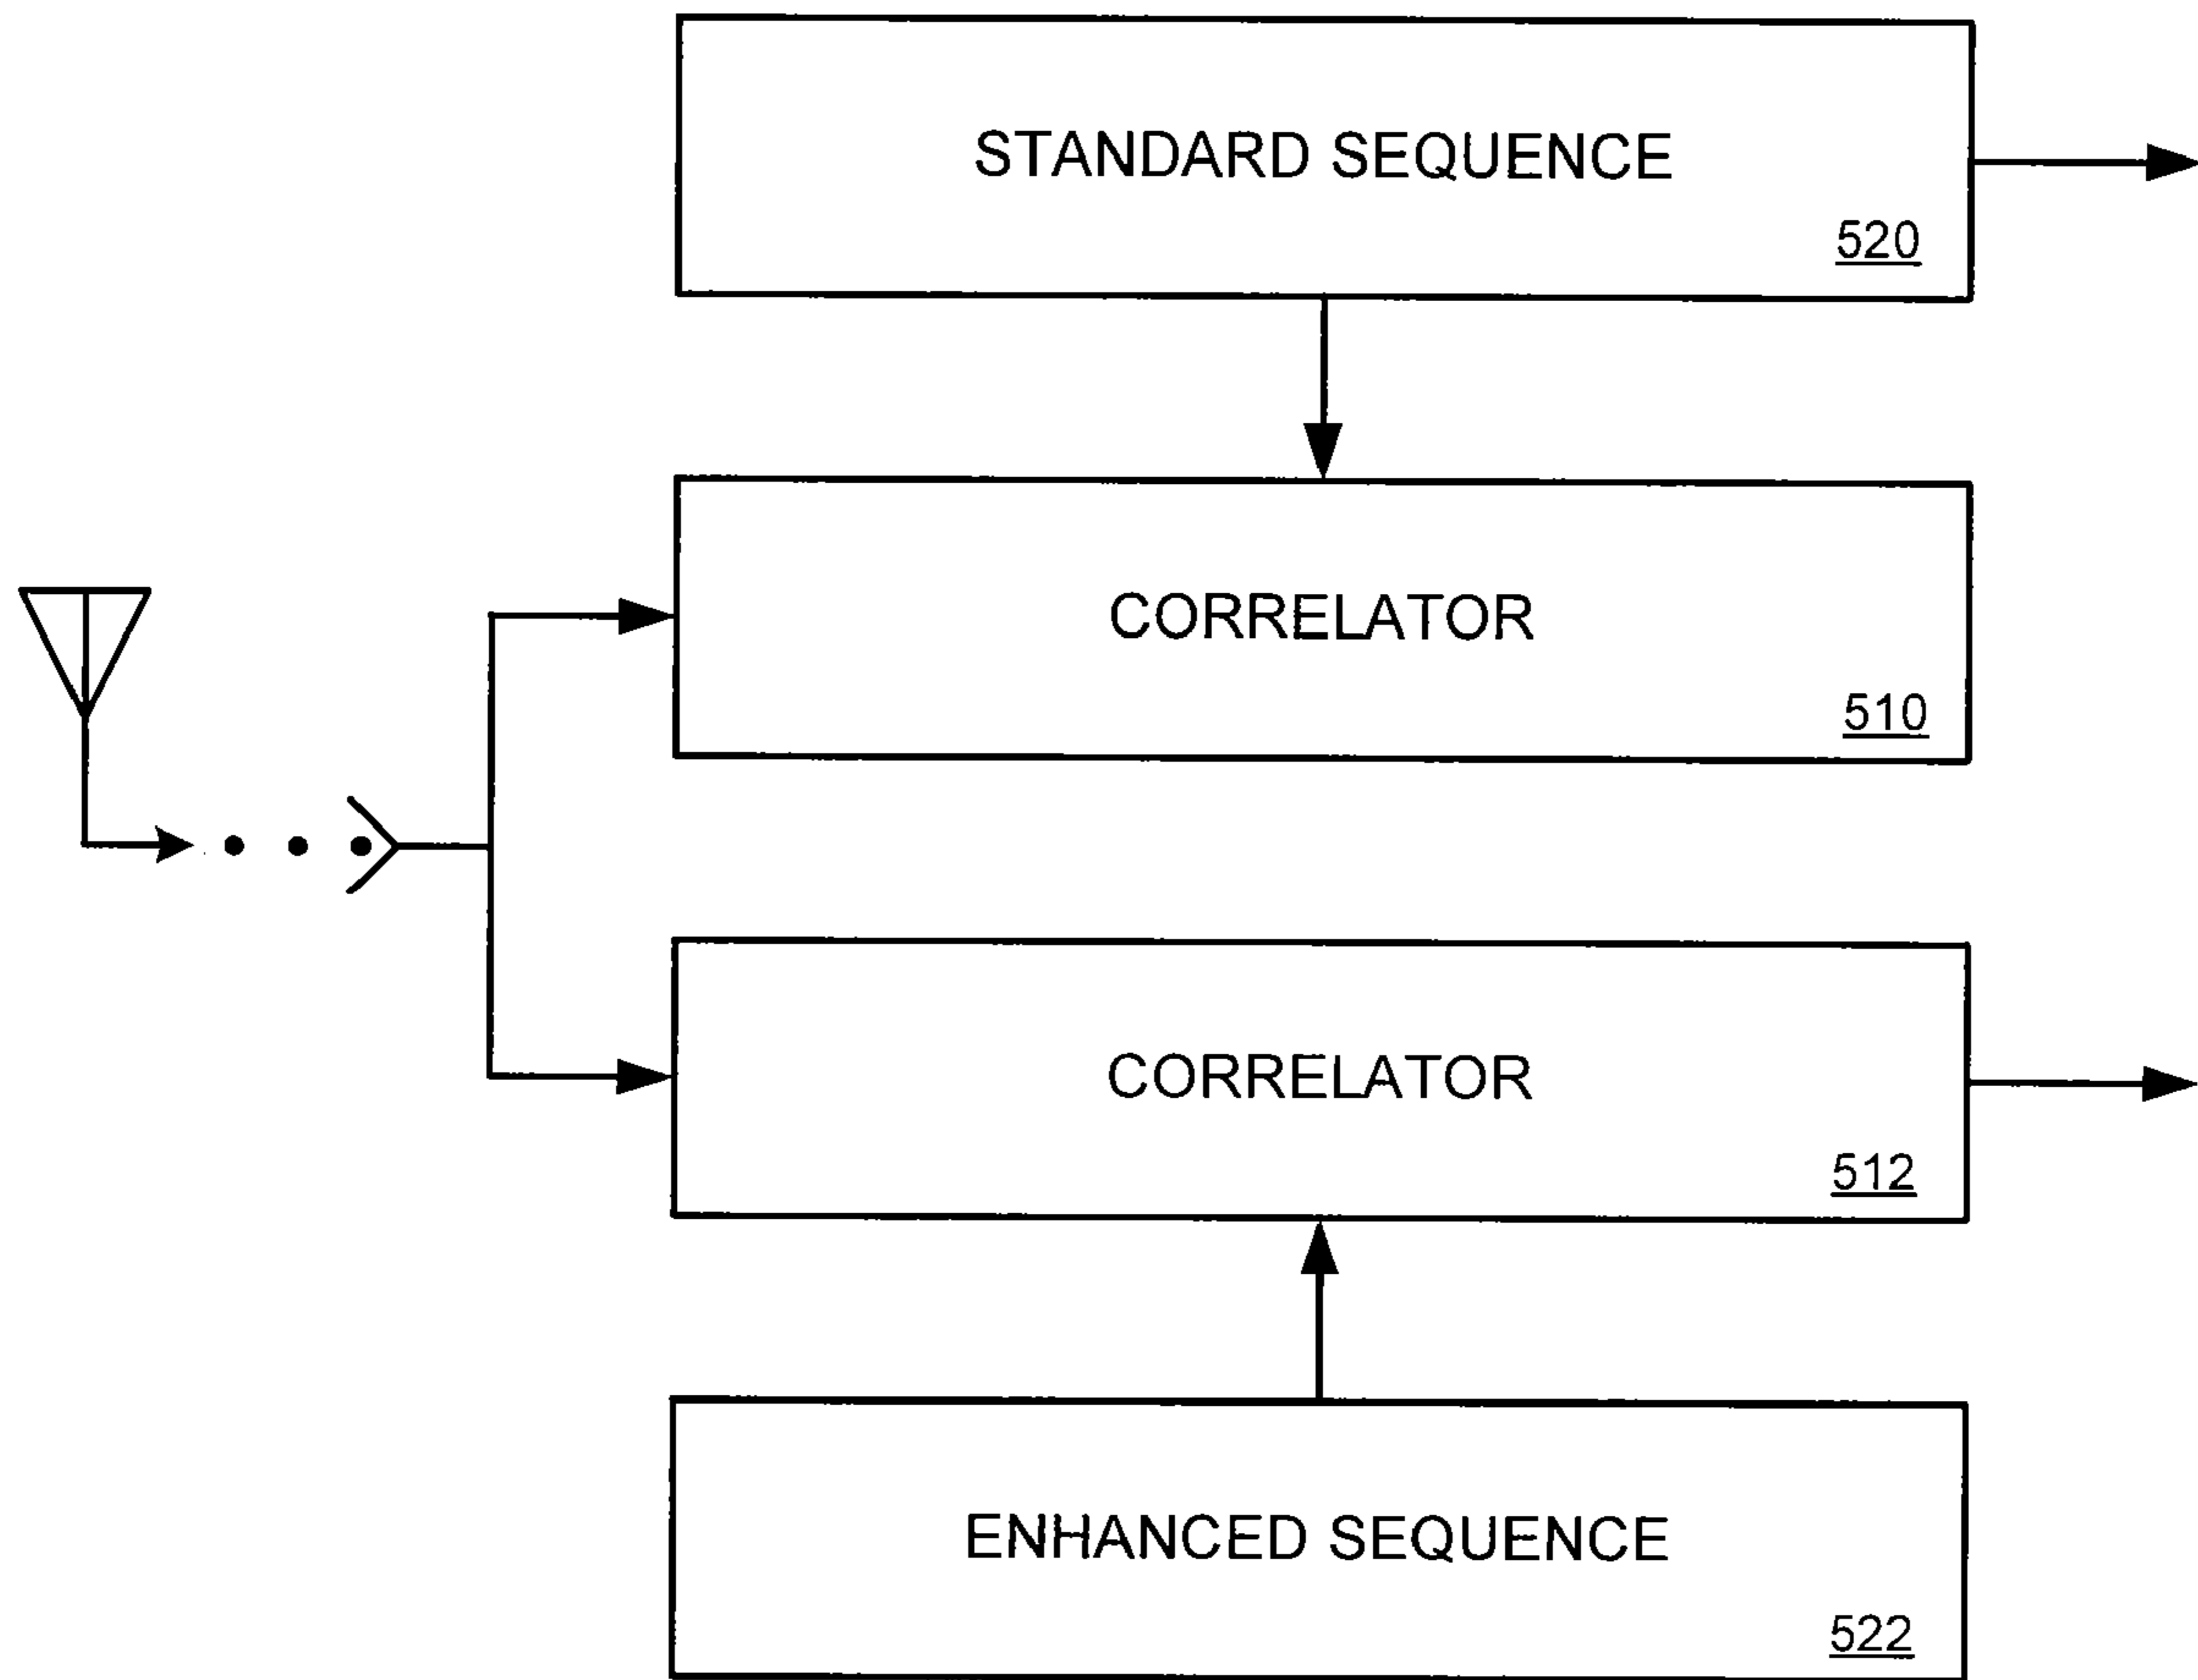 STANDARD SEQUENCE
520
CORRELATOR
510
CORRELATOR
512
ENHANCED SEQUENCE
522